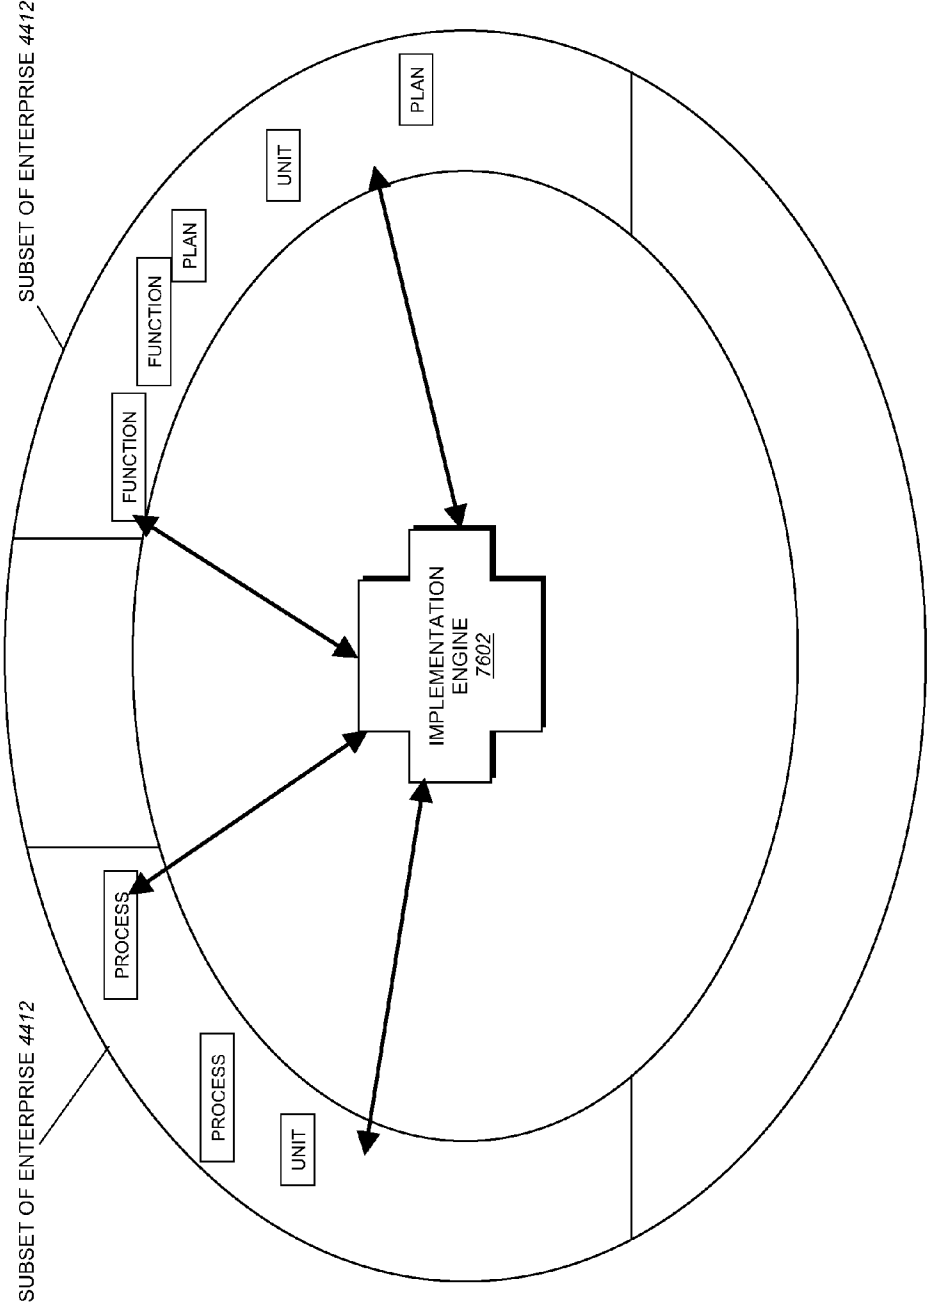 SUBSET OF ENTERPRISE 4412
SUBSET OF ENTERPRISE 4412
PROCESS
FUNCTION
FUNCTION
PLAN
PROCESS
UNIT
UNIT
PLAN
IMPLEMENTATION
ENGINE
7602